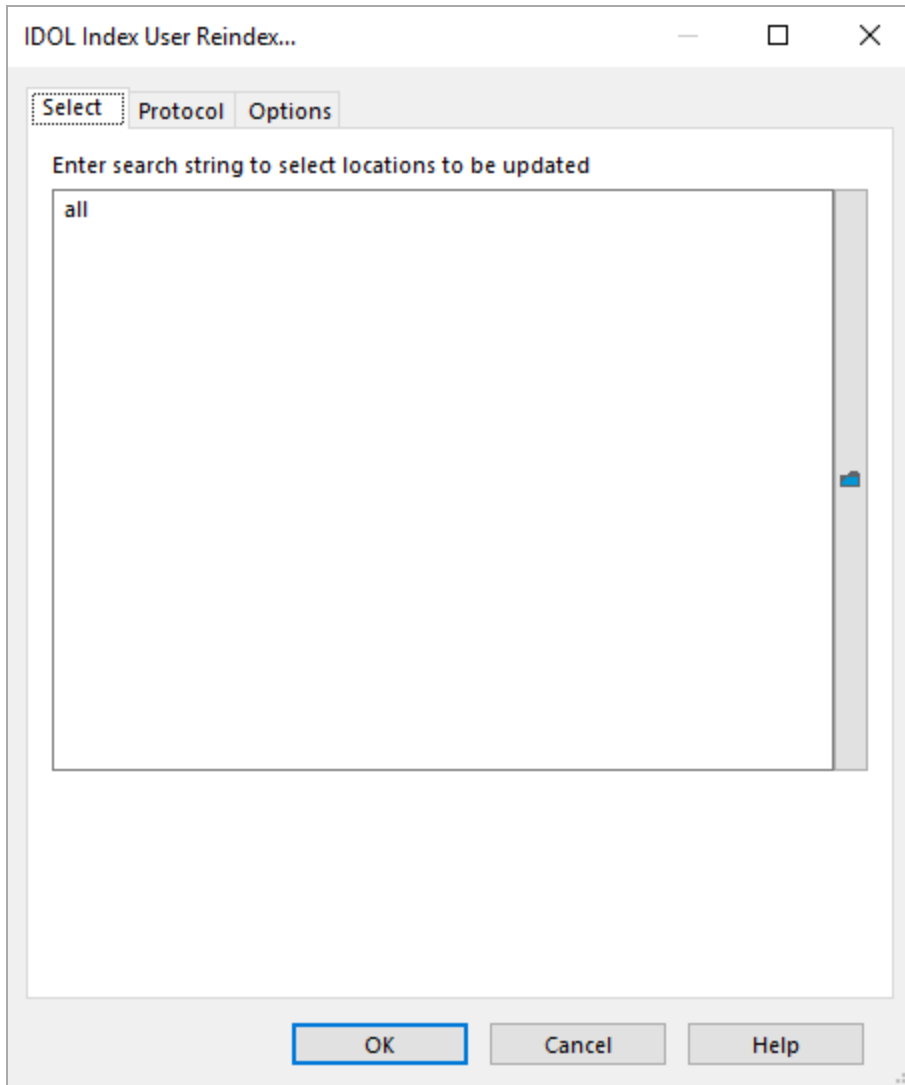 IDOL Index User Reindex...
Select Protocol Options
Enter search string to select locations to be updated
all
OK Cancel Help